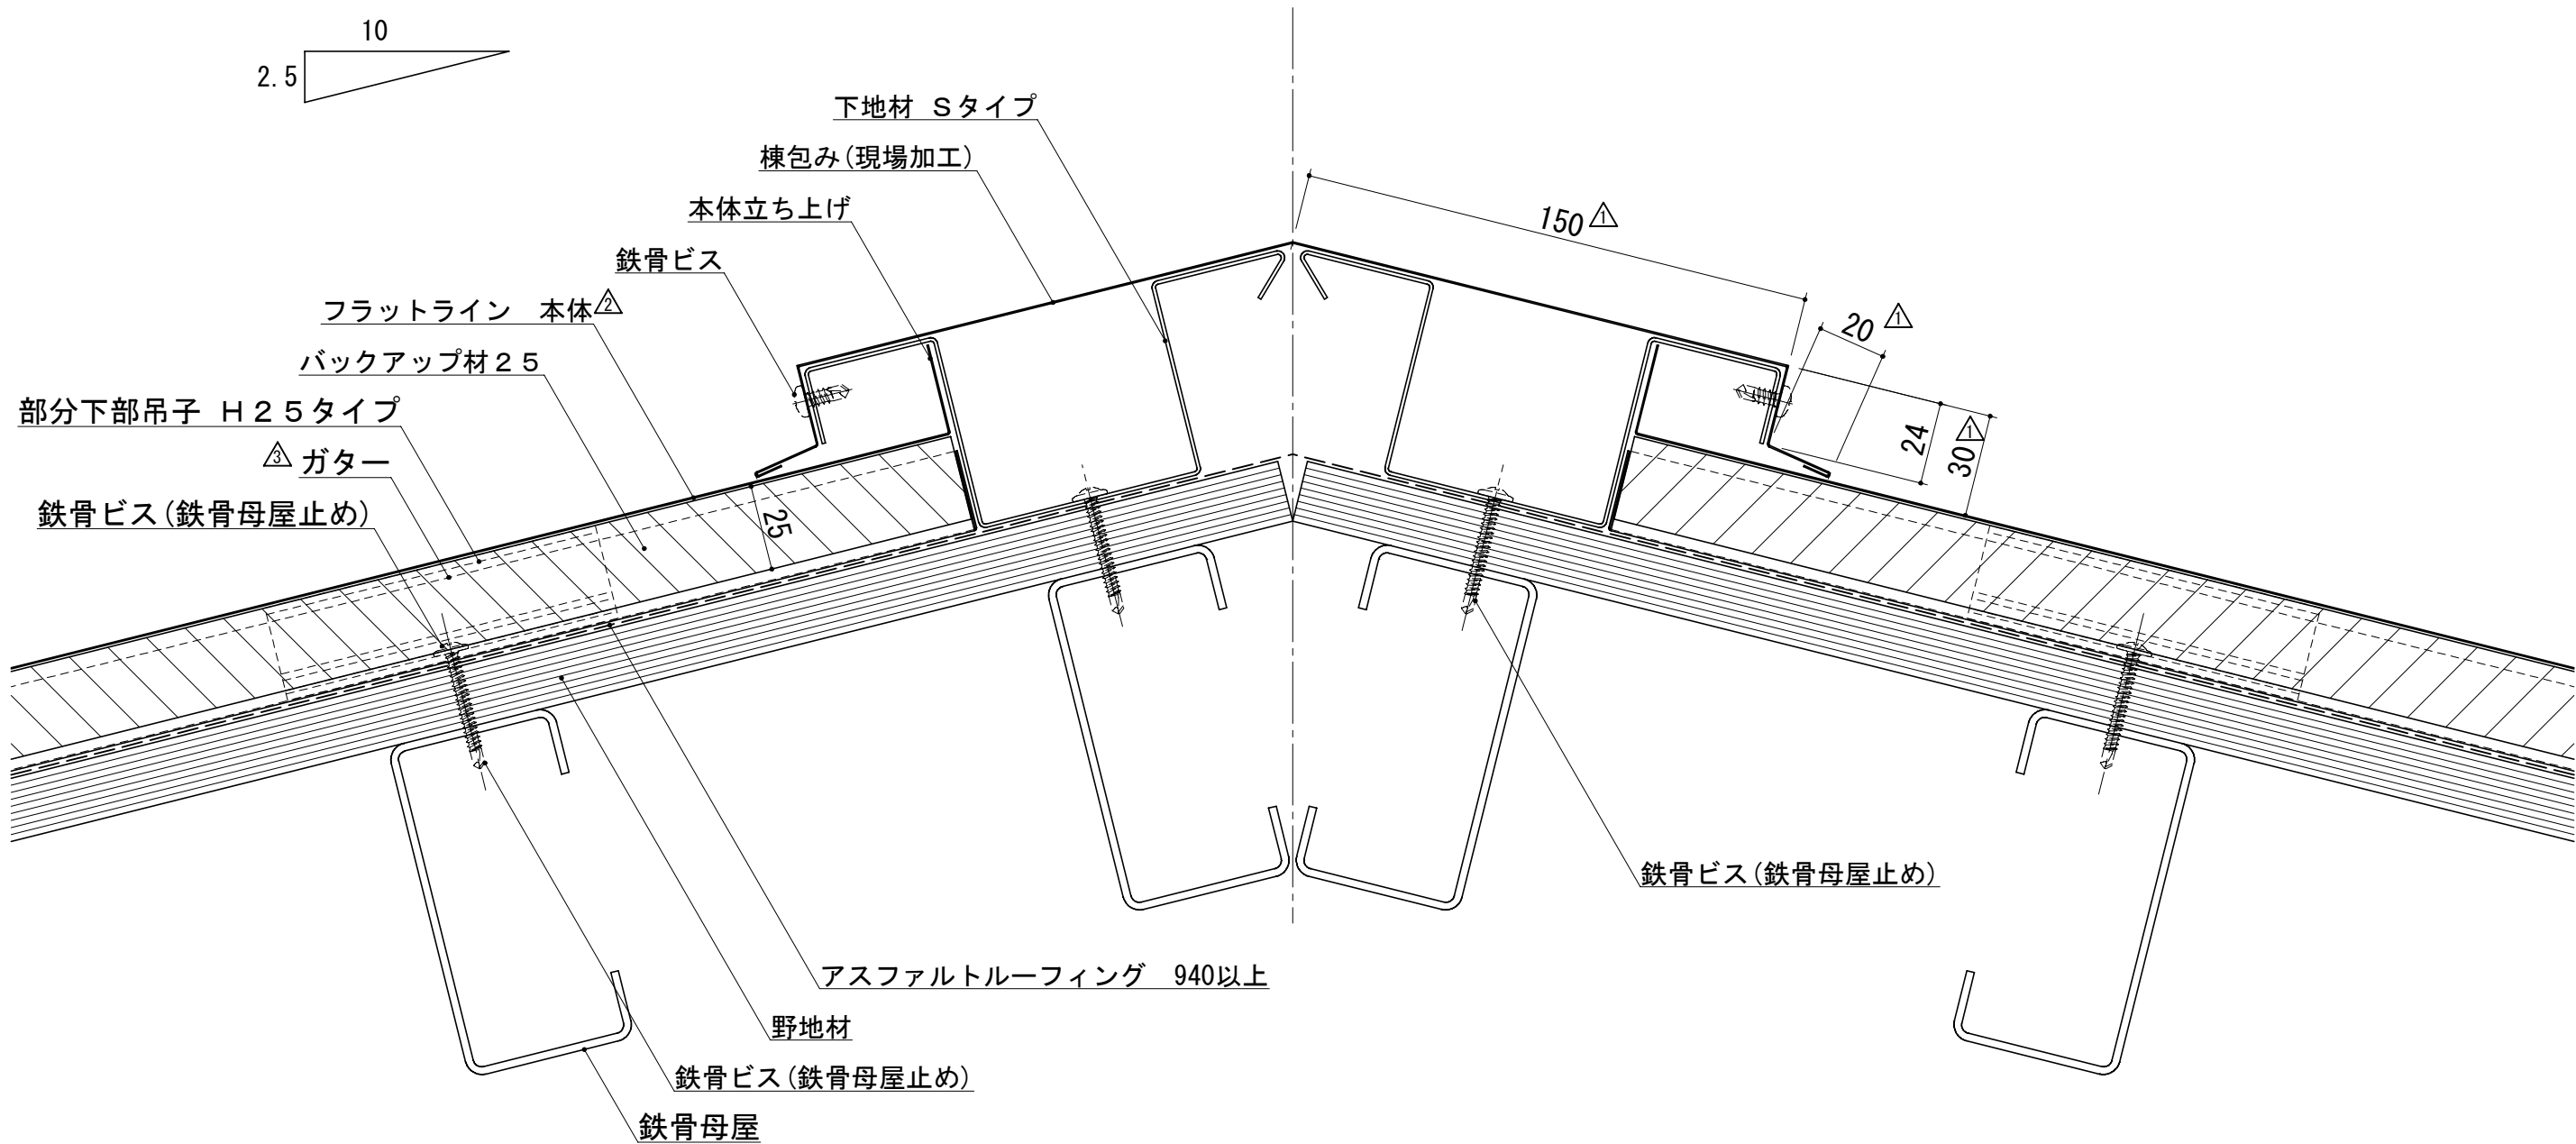 10
2.5
下地材 Sタイプ
棟包み(現場加工)
本体立ち上げ
鉄骨ビス
フラットライン 本体 2
バックアップ材25
部分下部吊子 H25タイプ
3 ガター
鉄骨ビス(鉄骨母屋止め)
150 1
20 1
24
30 1
25
鉄骨ビス(鉄骨母屋止め)
アスファルトルーフィング 940以上
野地材
鉄骨ビス(鉄骨母屋止め)
鉄骨母屋